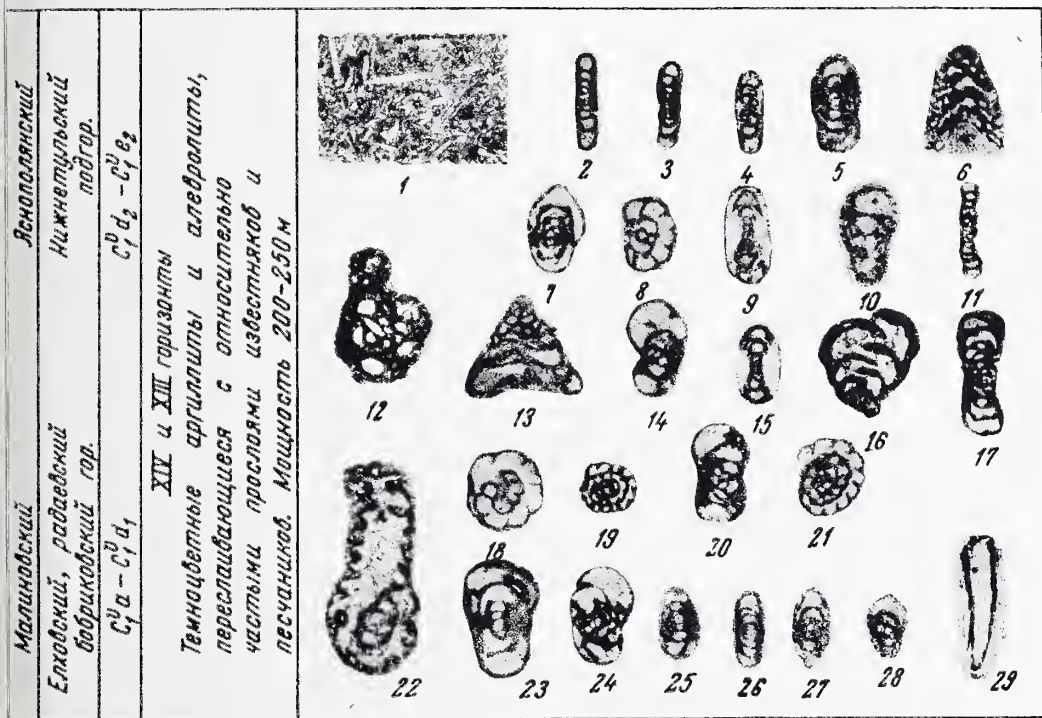 Яснополянский
Малиновский
Нижнетульский
подгор.
Елховский, радаевский
бобриковский гор.
C₁ᵛd₂ – C₁ᵛe₂
C₁ᵛa – C₁ᵛd₁
XIV и XIII горизонты
Темноцветные аргиллиты и алевролиты,
переслаивающиеся с относительно
частыми прослоями известняков и
песчаников. Мощность 200–250 м
1 2 3 4 5 6
7 8 9 10 11
12 13 14 15 16 17
18 19 20 21
22 23 24 25 26 27 28 29